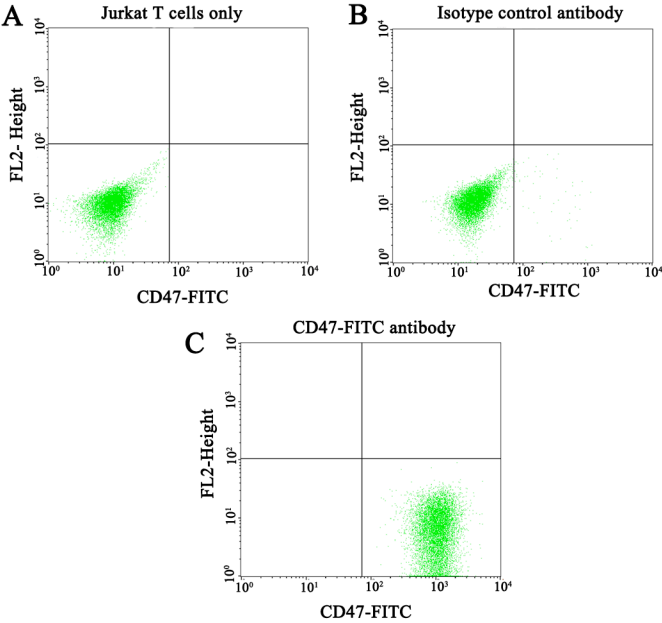 A
Jurkat T cells only
FL2- Height
10⁴
10³
10²
10¹
10⁰
10⁰ 10¹ 10² 10³ 10⁴
CD47-FITC
B
Isotype control antibody
FL2-Height
10⁴
10³
10²
10¹
10⁰
10⁰ 10¹ 10² 10³ 10⁴
CD47-FITC
C
CD47-FITC antibody
FL2-Height
10⁴
10³
10²
10¹
10⁰
10⁰ 10¹ 10² 10³ 10⁴
CD47-FITC